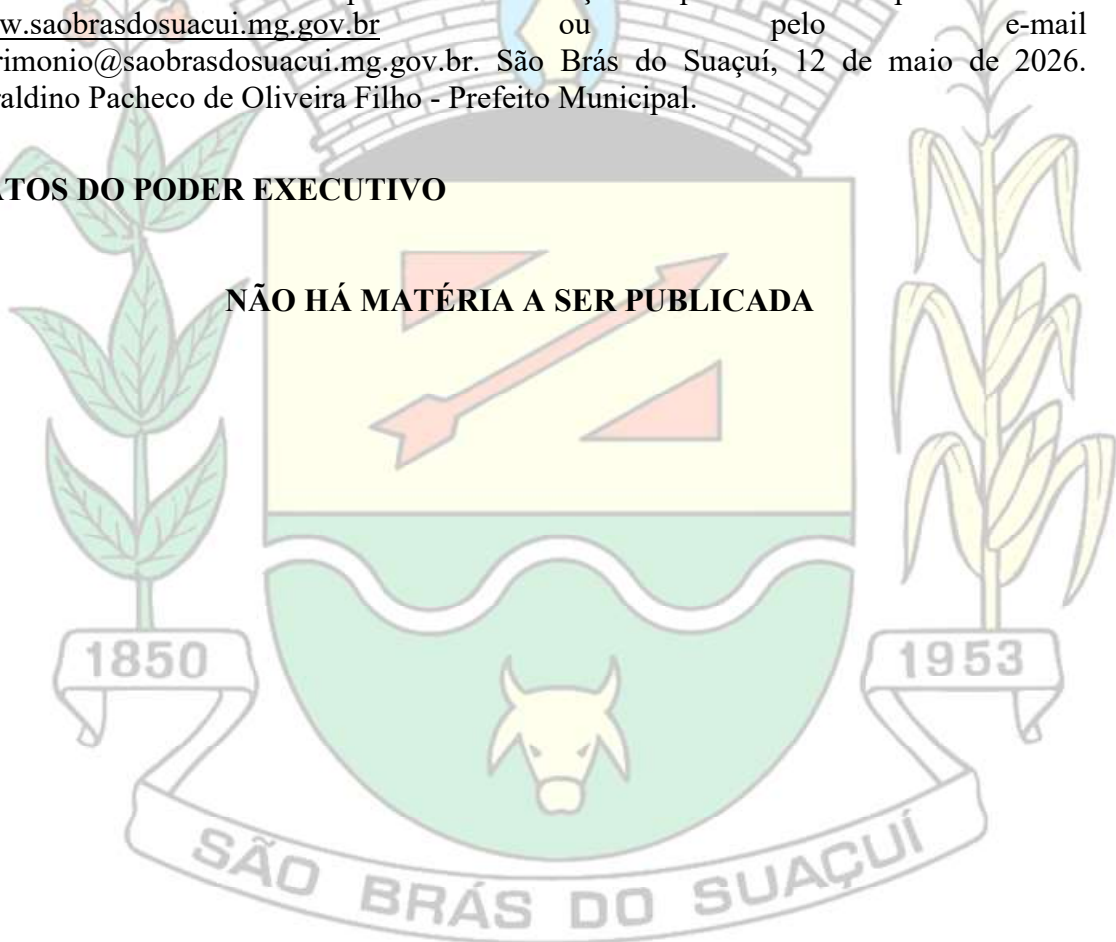 w.saobrasdosuacui.mg.gov.br ou pelo e-mail
rimonio@saobrasdosuacui.mg.gov.br. São Brás do Suaçuí, 12 de maio de 2026.
raldino Pacheco de Oliveira Filho - Prefeito Municipal.
ATOS DO PODER EXECUTIVO
NÃO HÁ MATÉRIA A SER PUBLICADA
1850
1953
SÃO BRÁS DO SUAÇUÍ